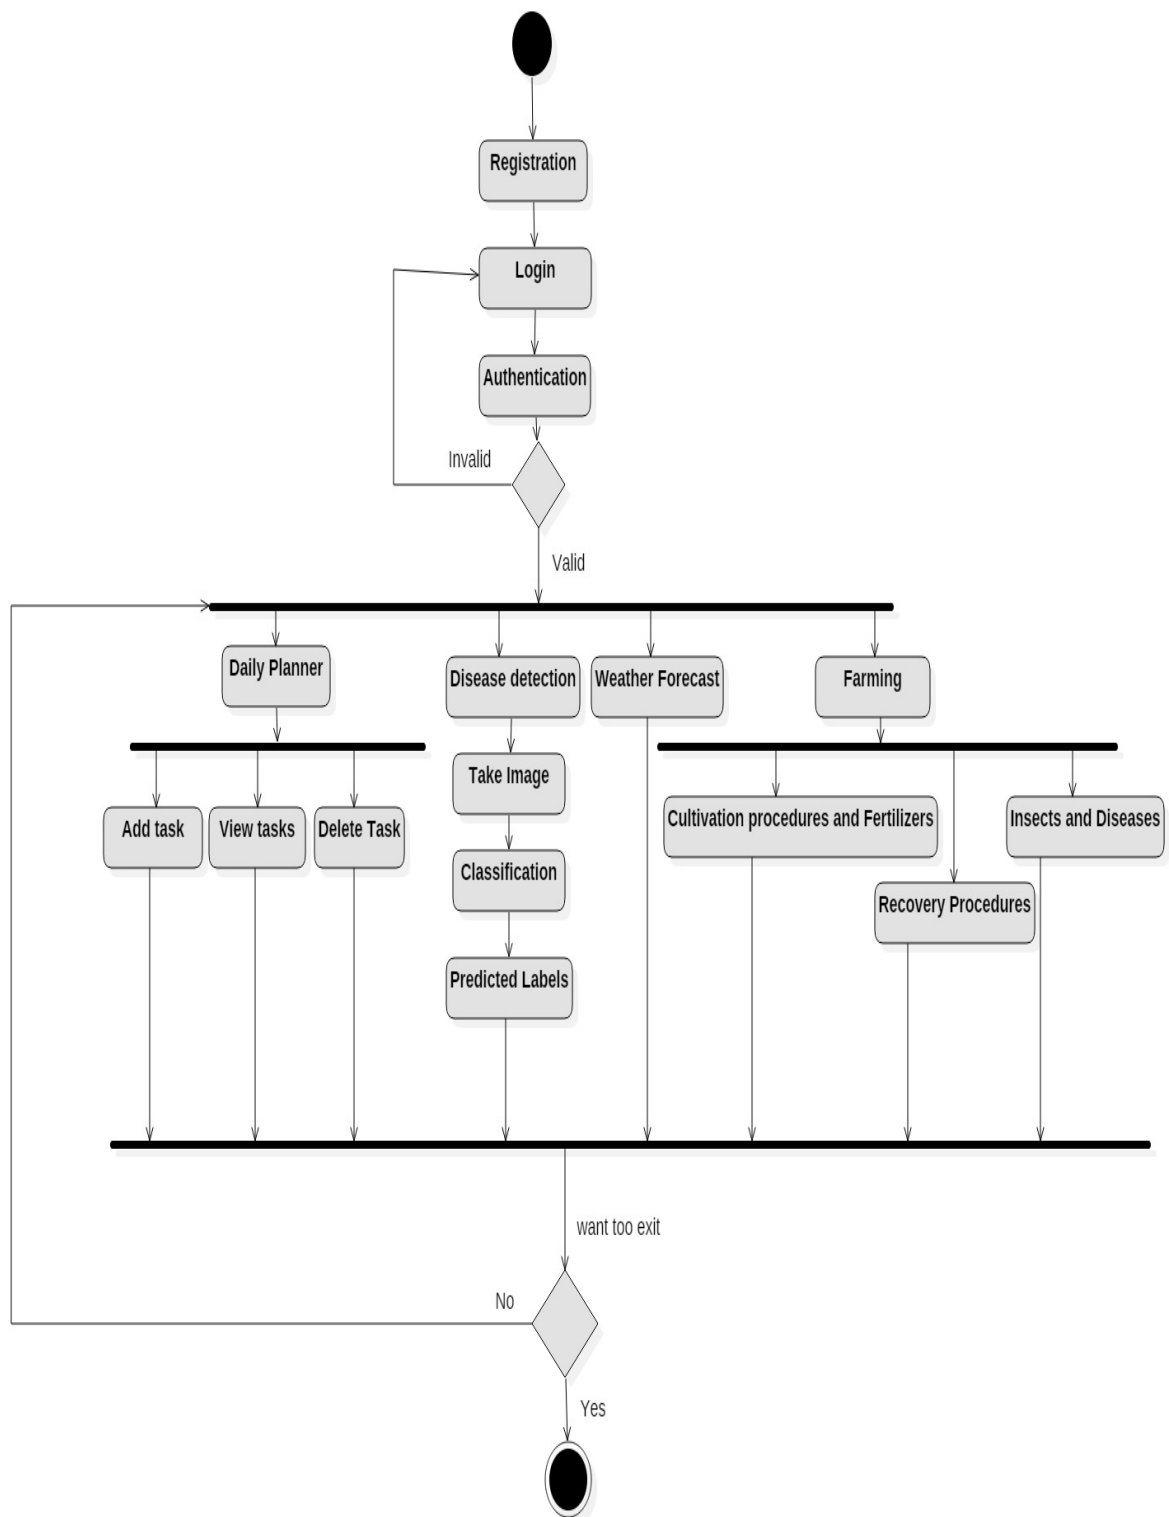 Registration
Login
Authentication
Invalid
Valid
Daily Planner
Disease detection
Weather Forecast
Farming
Take Image
Add task
View tasks
Delete Task
Cultivation procedures and Fertilizers
Insects and Diseases
Classification
Recovery Procedures
Predicted Labels
want too exit
No
Yes